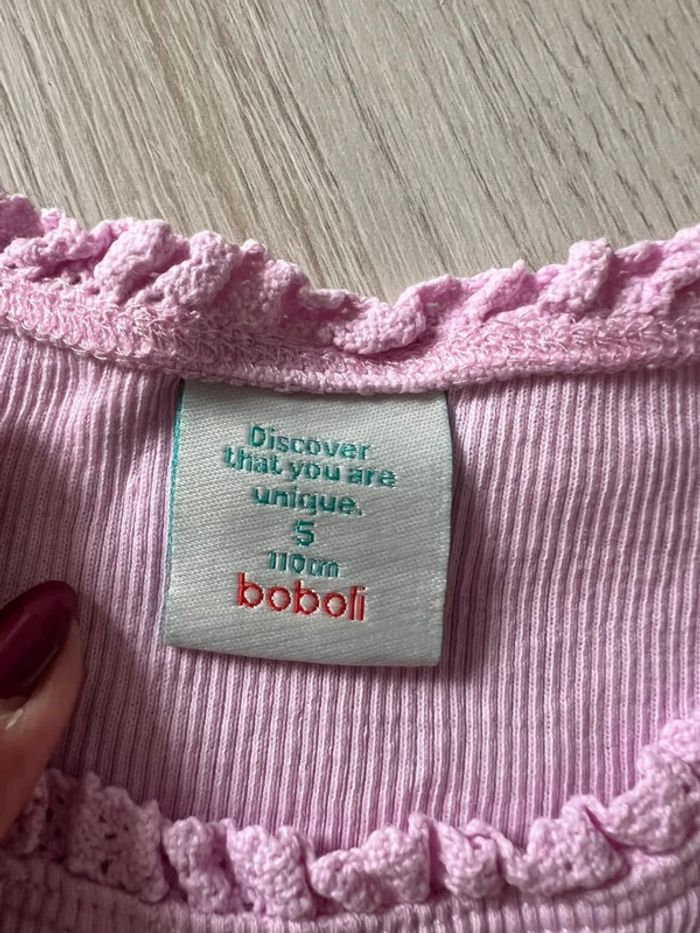 Discover
that you are
unique.
5
110cm
boboli